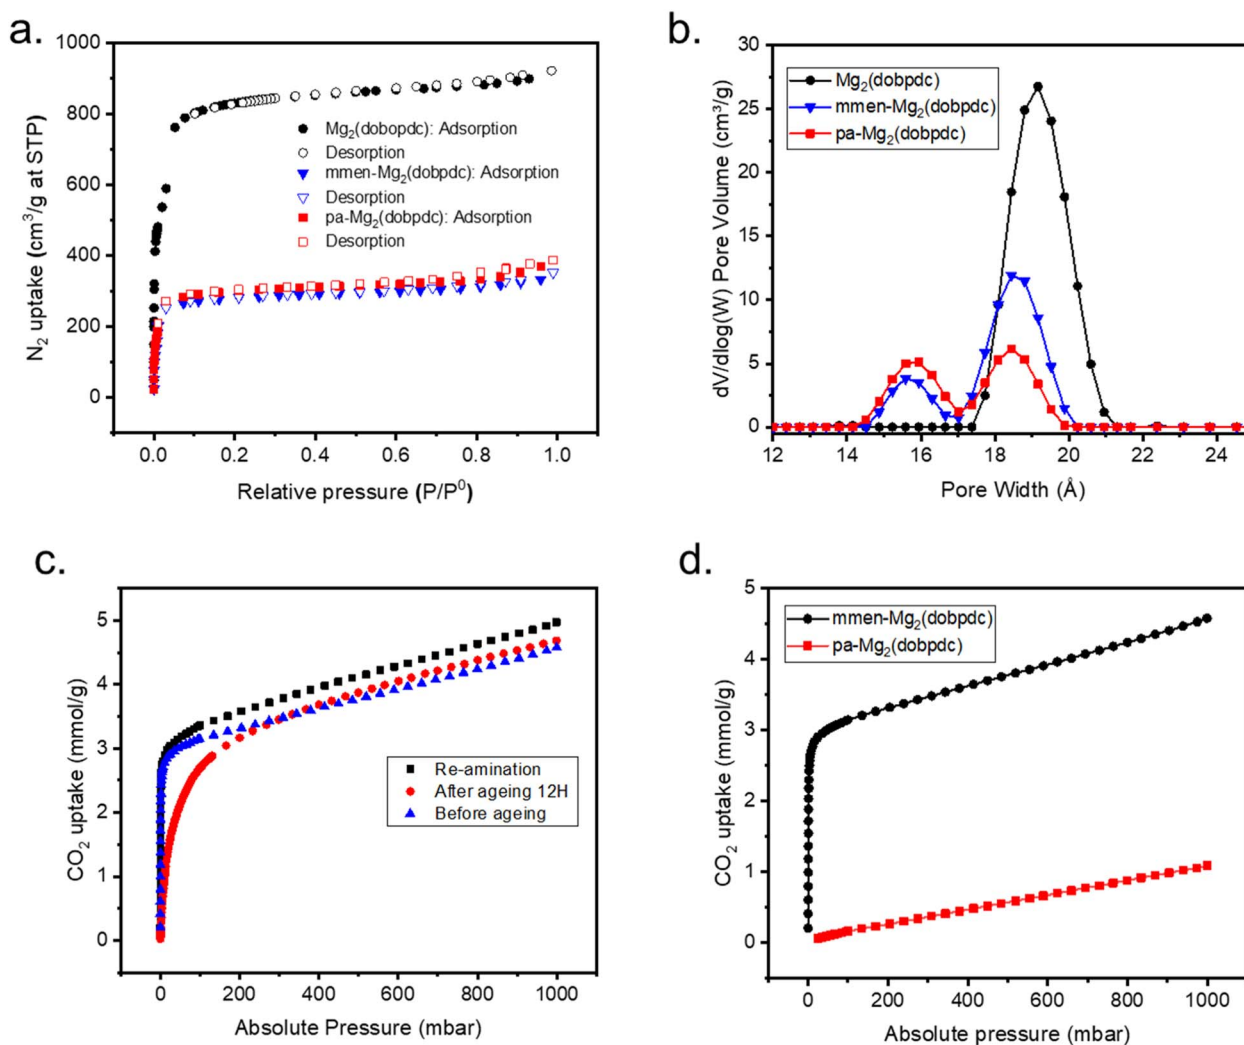 a.
N₂ uptake (cm³/g at STP)
1000
800
600
400
200
0
Mg₂(dobopdc): Adsorption
Desorption
mmen-Mg₂(dobpdc): Adsorption
Desorption
pa-Mg₂(dobpdc): Adsorption
Desorption
0.0 0.2 0.4 0.6 0.8 1.0
Relative pressure (P/P⁰)
b.
dV/dlog(W) Pore Volume (cm³/g)
30
25
20
15
10
5
0
Mg₂(dobpdc)
mmen-Mg₂(dobpdc)
pa-Mg₂(dobpdc)
12 14 16 18 20 22 24
Pore Width (Å)
c.
CO₂ uptake (mmol/g)
5
4
3
2
1
0
Re-amination
After ageing 12H
Before ageing
0 200 400 600 800 1000
Absolute Pressure (mbar)
d.
CO₂ uptake (mmol/g)
5
4
3
2
1
0
mmen-Mg₂(dobpdc)
pa-Mg₂(dobpdc)
0 200 400 600 800 1000
Absolute pressure (mbar)